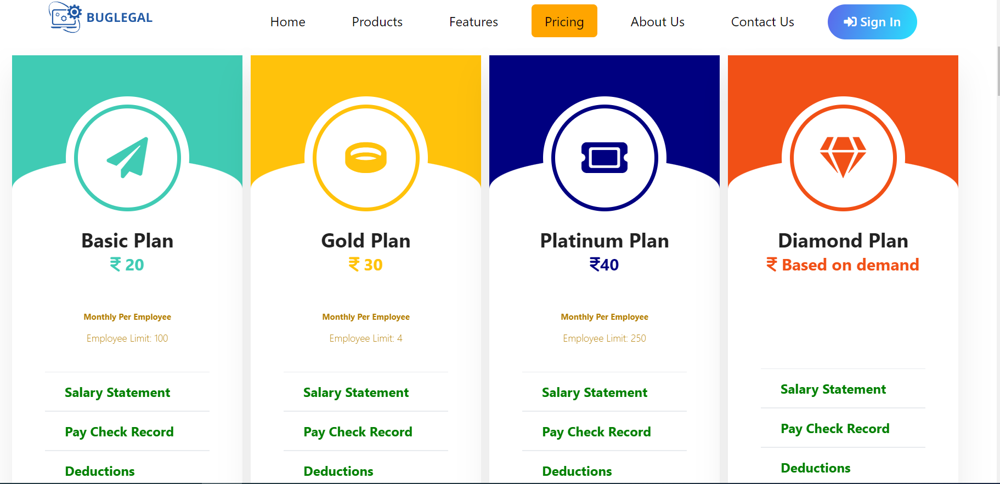 BUGLEGAL
Home Products Features Pricing About Us Contact Us Sign In
Basic Plan
₹ 20
Monthly Per Employee
Employee Limit: 100
Salary Statement
Pay Check Record
Deductions
Gold Plan
₹ 30
Monthly Per Employee
Employee Limit: 4
Salary Statement
Pay Check Record
Deductions
Platinum Plan
₹40
Monthly Per Employee
Employee Limit: 250
Salary Statement
Pay Check Record
Deductions
Diamond Plan
₹ Based on demand
Salary Statement
Pay Check Record
Deductions